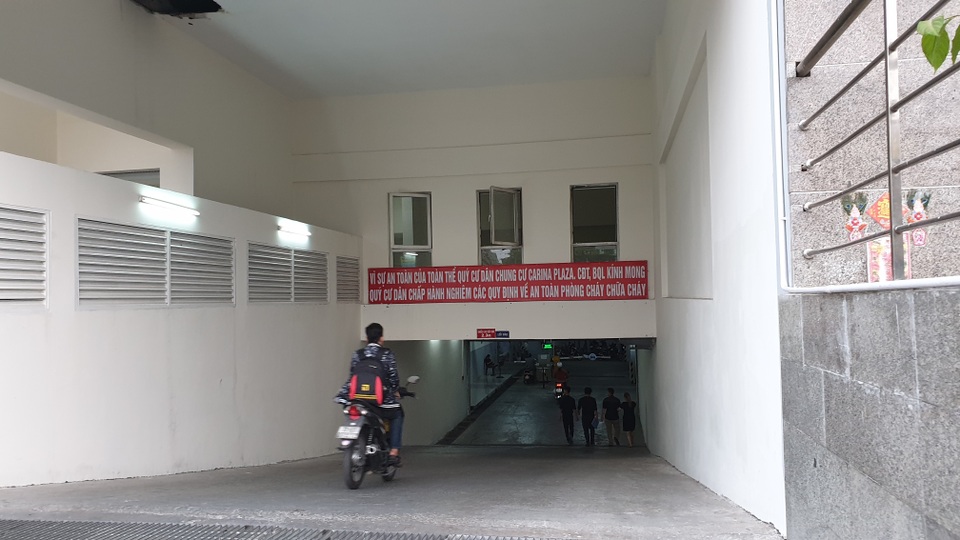 VÌ SỰ AN TOÀN CỦA TOÀN THỂ QUÝ CƯ DÂN CHUNG CƯ CARINA PLAZA. CĐT, BQL KÍNH MONG
QUÝ CƯ DÂN CHẤP HÀNH NGHIÊM CÁC QUY ĐỊNH VỀ AN TOÀN PHÒNG CHÁY CHỮA CHÁY